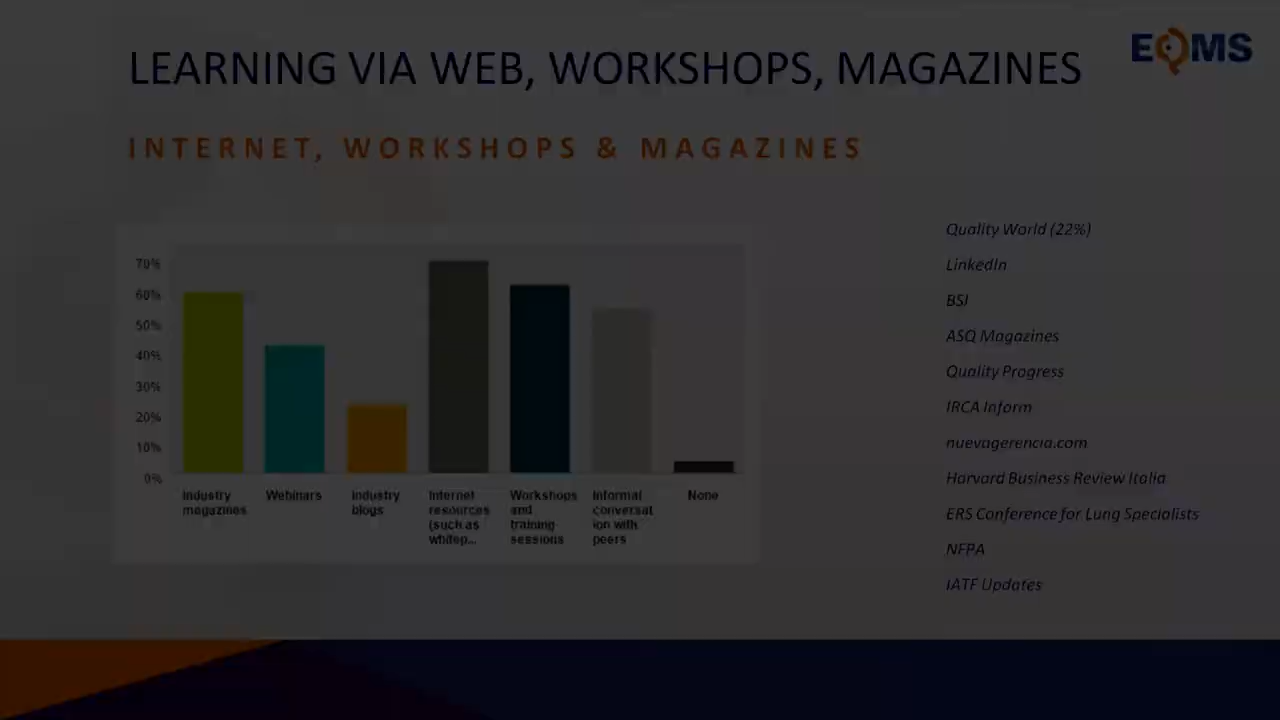 EQMS
LEARNING VIA WEB, WORKSHOPS, MAGAZINES
INTERNET, WORKSHOPS & MAGAZINES
70%
60%
50%
40%
30%
20%
10%
0%
Industry
magazines
Webinars
Industry
blogs
Internet
resources
(such as
whitep...
Workshops
and
training
sessions
Informal
conversat
ion with
peers
None
Quality World (22%)
LinkedIn
BSI
ASQ Magazines
Quality Progress
IRCA Inform
nuevagerencia.com
Harvard Business Review Italia
ERS Conference for Lung Specialists
NFPA
IATF Updates